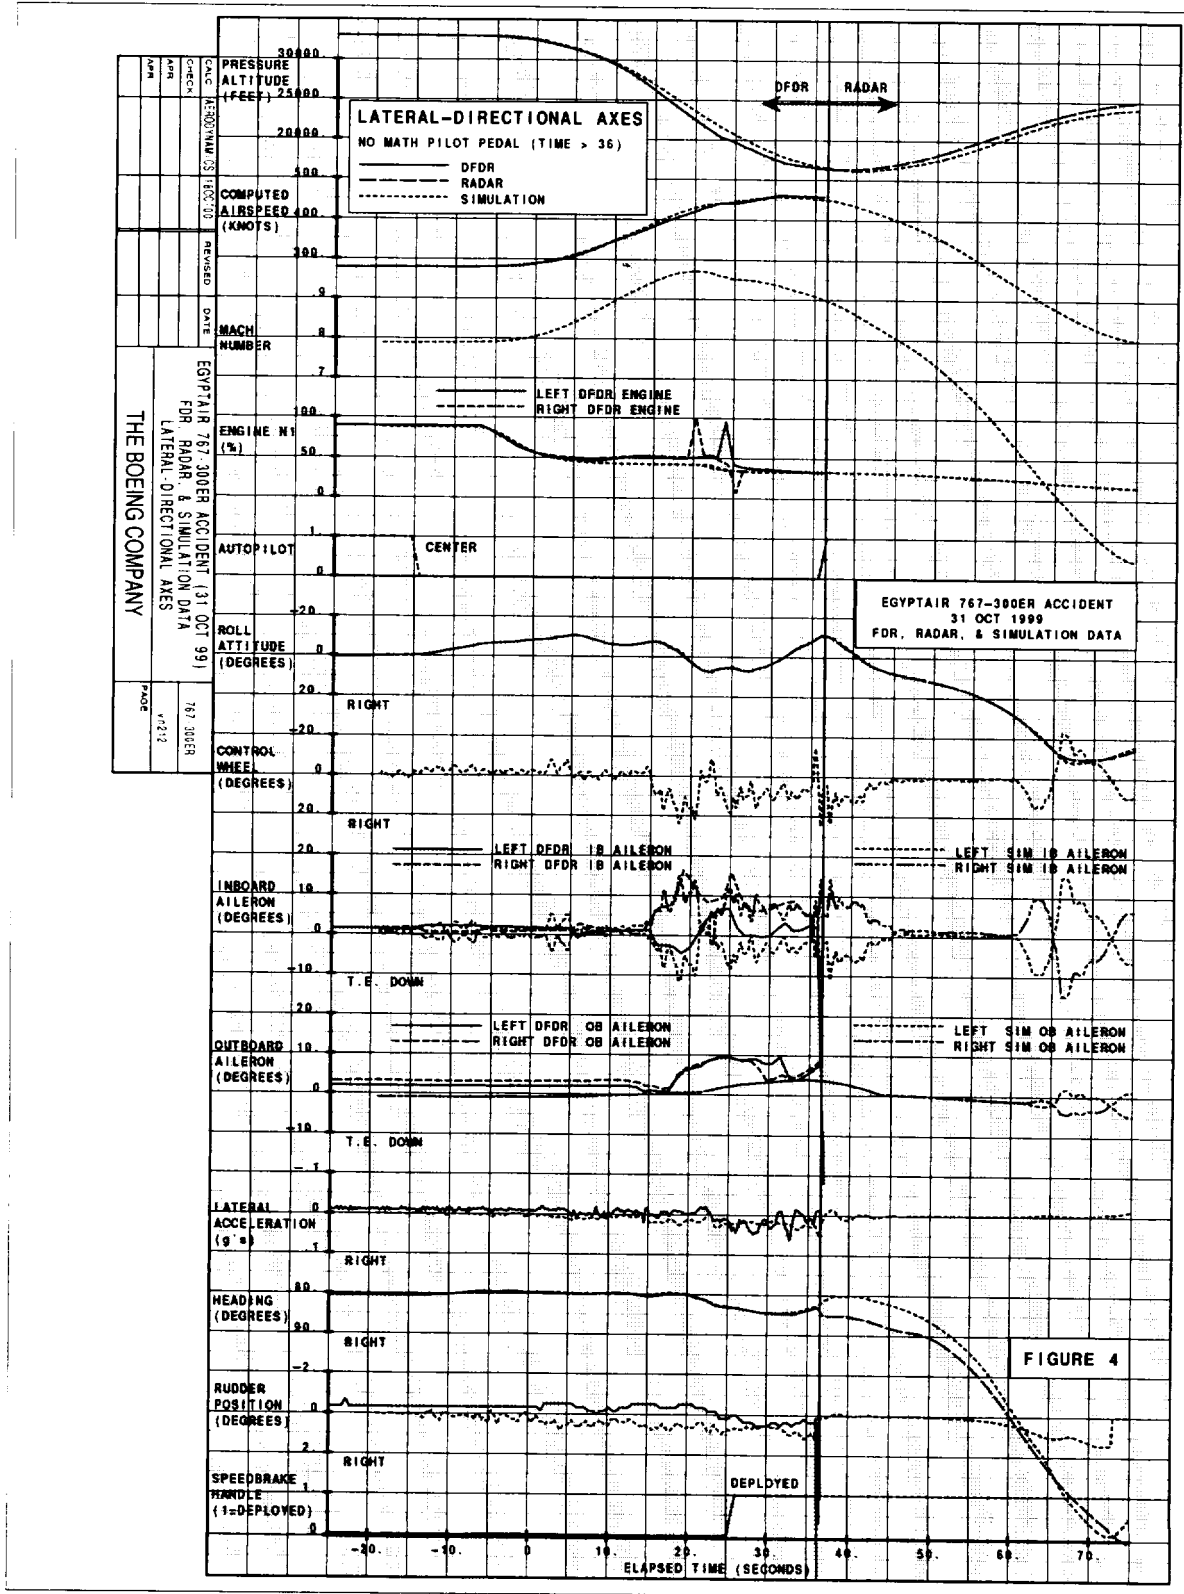 PRESSURE
ALTITUDE
(FEET)
30000.
25000
20000
LATERAL-DIRECTIONAL AXES
NO MATH PILOT PEDAL (TIME > 36)
DFDR
RADAR
SIMULATION
DFDR RADAR
COMPUTED
AIRSPEED
(KNOTS)
500
400
300
MACH
NUMBER
.9
.8
.7
LEFT DFDR ENGINE
RIGHT DFDR ENGINE
ENGINE N1
(%)
100
50
0
AUTOPILOT
1
0
CENTER
EGYPTAIR 767-300ER ACCIDENT
31 OCT 1999
FDR, RADAR, & SIMULATION DATA
ROLL
ATTITUDE
(DEGREES)
-20.
0
20.
RIGHT
CONTROL
WHEEL
(DEGREES)
-20
0
20
RIGHT
LEFT DFDR IB AILERON
RIGHT DFDR IB AILERON
LEFT SIM IB AILERON
RIGHT SIM IB AILERON
INBOARD
AILERON
(DEGREES)
20
10
0
-10.
T.E. DOWN
LEFT DFDR OB AILERON
RIGHT DFDR OB AILERON
LEFT SIM OB AILERON
RIGHT SIM OB AILERON
OUTBOARD
AILERON
(DEGREES)
20
10
0
-10
T.E. DOWN
LATERAL
ACCELERATION
(g's)
-.1
0
.1
RIGHT
HEADING
(DEGREES)
80.
90
RIGHT
FIGURE 4
RUDDER
POSITION
(DEGREES)
-2
0
2
RIGHT
SPEEDBRAKE
HANDLE
(1=DEPLOYED)
1
0
DEPLOYED
-20. -10. 0 10. 20. 30. 40. 50. 60. 70.
ELAPSED TIME (SECONDS)
CALC
CHECK
APR
APR
REVISED DATE
EGYPTAIR 767-300ER ACCIDENT (31 OCT 99)
FDR, RADAR, & SIMULATION DATA
LATERAL-DIRECTIONAL AXES
THE BOEING COMPANY
767-300ER
PAGE